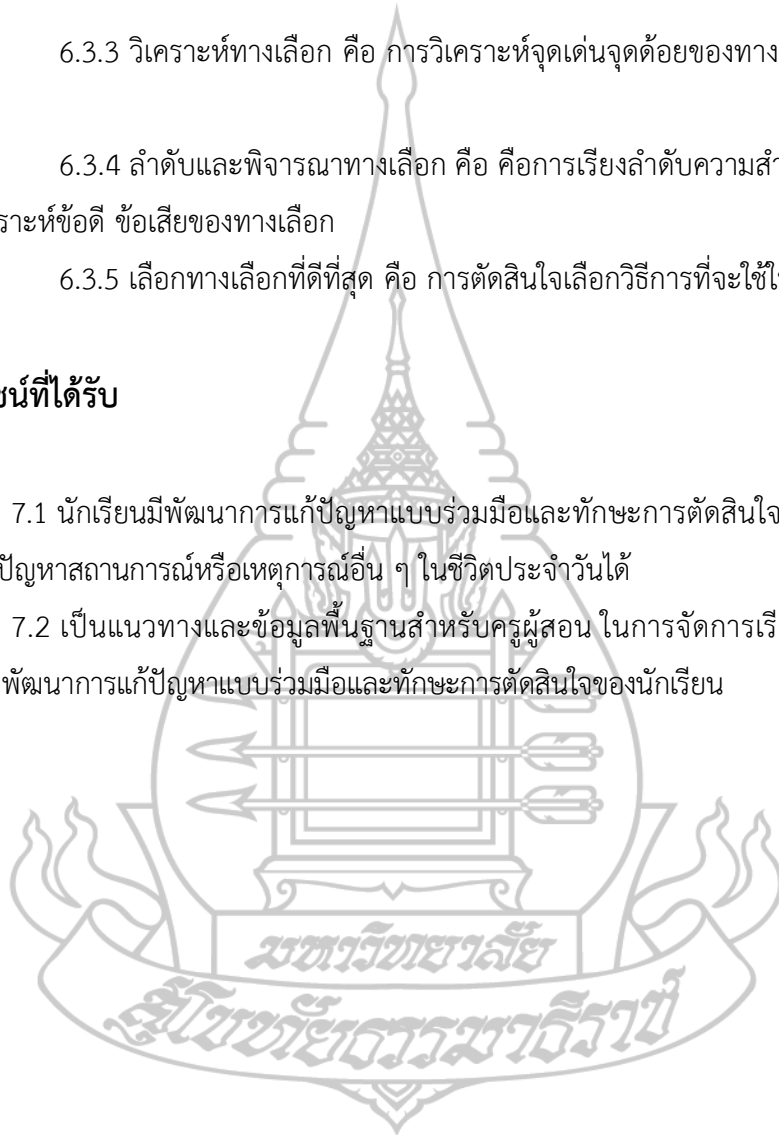 6.3.3 วิเคราะห์ทางเลือก คือ การวิเคราะห์จุดเด่นจุดด้อยของทาง
6.3.4 ลำดับและพิจารณาทางเลือก คือ คือการเรียงลำดับความสำ
ราะห์ข้อดี ข้อเสียของทางเลือก
6.3.5 เลือกทางเลือกที่ดีที่สุด คือ การตัดสินใจเลือกวิธีการที่จะใช้ใ
ชน์ที่ได้รับ
7.1 นักเรียนมีพัฒนาการแก้ปัญหาแบบร่วมมือและทักษะการตัดสินใจ
ปัญหาสถานการณ์หรือเหตุการณ์อื่น ๆ ในชีวิตประจำวันได้
7.2 เป็นแนวทางและข้อมูลพื้นฐานสำหรับครูผู้สอน ในการจัดการเรี
พัฒนาการแก้ปัญหาแบบร่วมมือและทักษะการตัดสินใจของนักเรียน
มหาวิทยาลัย
สุโขทัยธรรมาธิราช